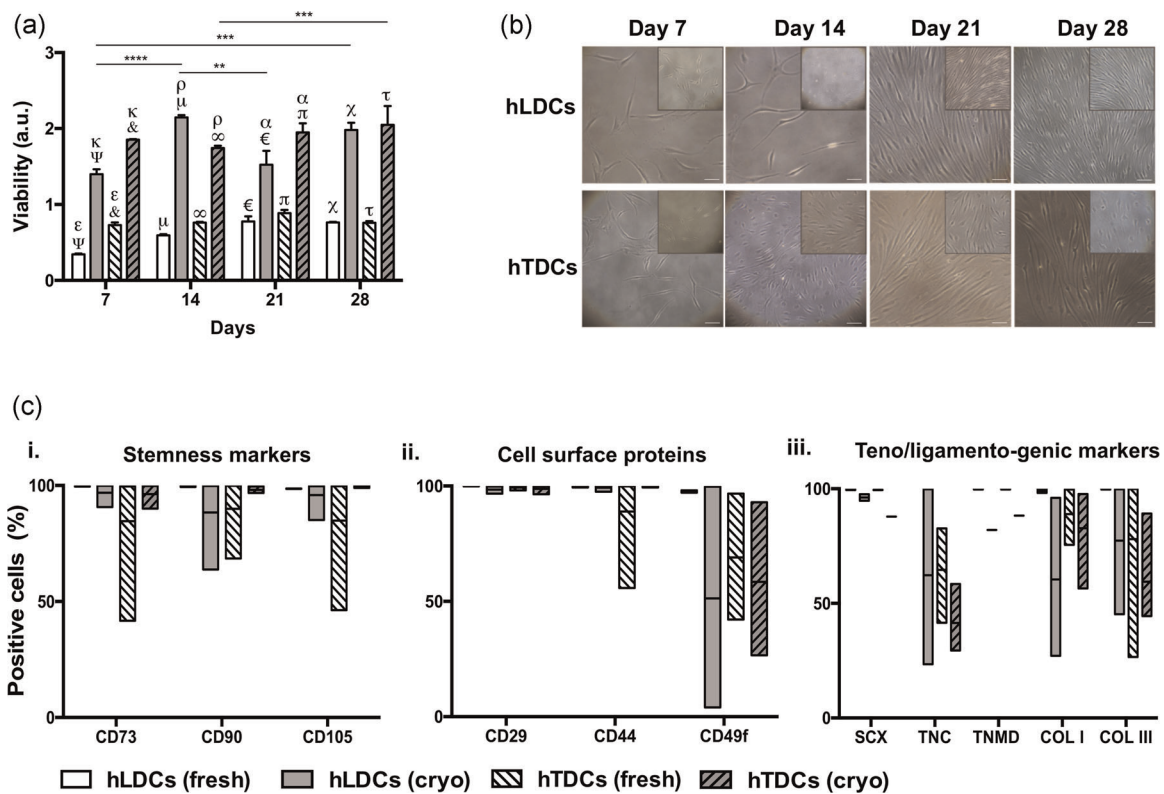 (a)
***
***
****
**
3
2
1
0
Viability (a.u.)
ε
Ψ
κ
Ψ
ε
&
κ
&
μ
ρ
μ
∞
ρ
∞
€
α
€
π
α
π
χ
χ
τ
τ
7 14 21 28
Days
(b)
Day 7 Day 14 Day 21 Day 28
hLDCs
hTDCs
(c)
i. Stemness markers
Positive cells (%)
100
50
0
CD73 CD90 CD105
ii. Cell surface proteins
100
50
0
CD29 CD44 CD49f
iii. Teno/ligamento-genic markers
100
50
0
SCX TNC TNMD COL I COL III
hLDCs (fresh) hLDCs (cryo) hTDCs (fresh) hTDCs (cryo)